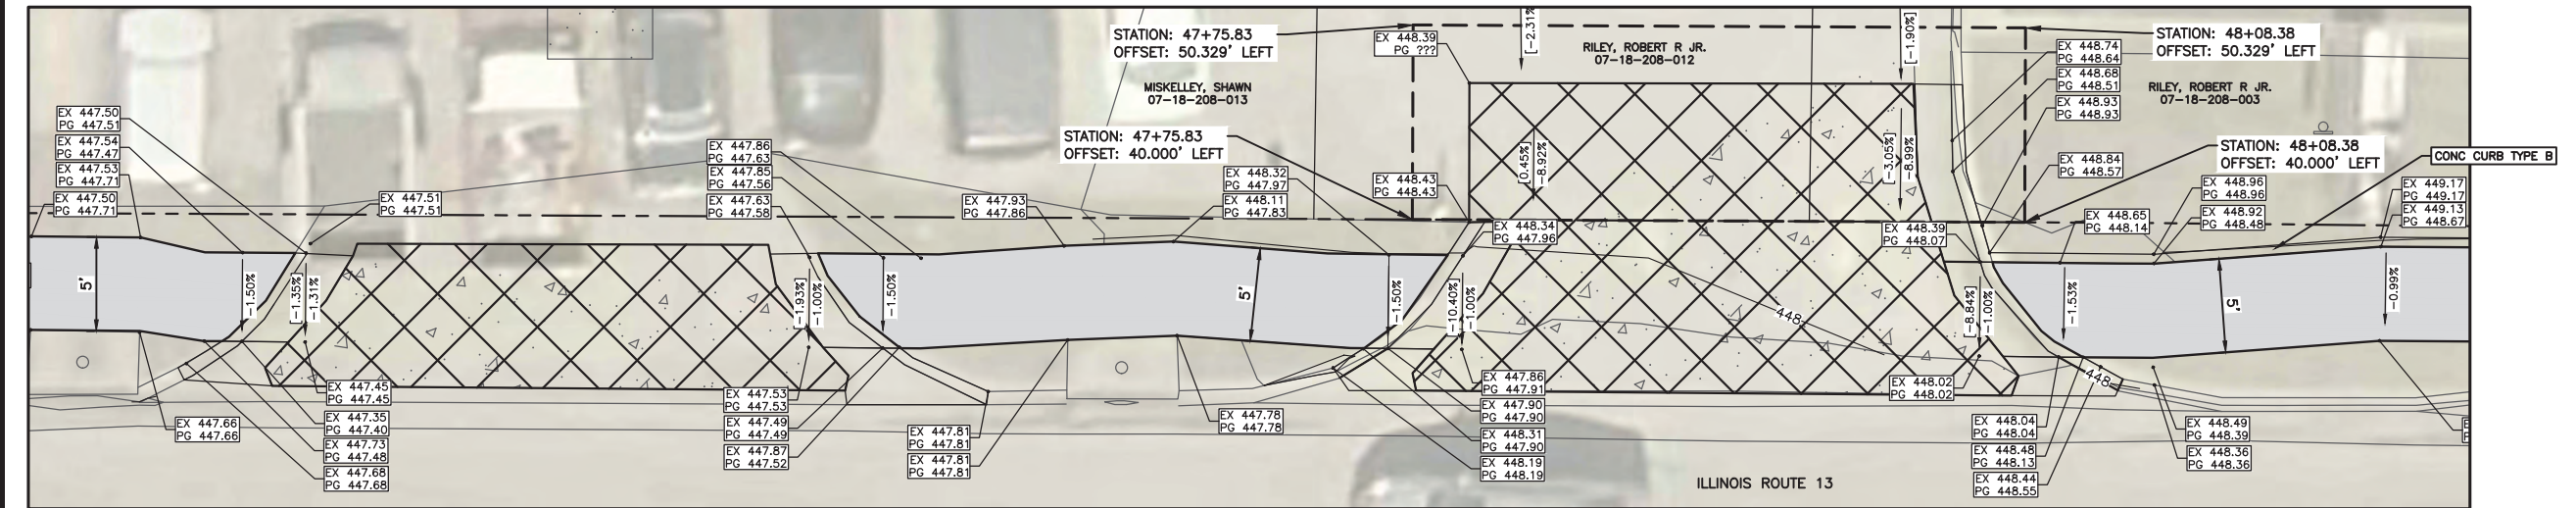 STATION: 47+75.83
OFFSET: 50.329' LEFT
EX 448.39
PG ???
[-2.31%]
RILEY, ROBERT R JR.
07-18-208-012
[-1.90%]
STATION: 48+08.38
OFFSET: 50.329' LEFT
EX 448.74
PG 448.64
EX 448.68
PG 448.51
EX 448.93
PG 448.93
RILEY, ROBERT R JR.
07-18-208-003
MISKELLEY, SHAWN
07-18-208-013
EX 447.50
PG 447.51
EX 447.54
PG 447.47
EX 447.53
PG 447.71
EX 447.50
PG 447.71
EX 447.51
PG 447.51
EX 447.86
PG 447.63
EX 447.85
PG 447.56
EX 447.63
PG 447.58
STATION: 47+75.83
OFFSET: 40.000' LEFT
EX 447.93
PG 447.86
EX 448.32
PG 447.97
EX 448.11
PG 447.83
EX 448.43
PG 448.43
[0.45%]
-8.92%
[-3.05%]
-8.99%
STATION: 48+08.38
OFFSET: 40.000' LEFT
CONC CURB TYPE B
EX 448.84
PG 448.57
EX 448.96
PG 448.96
EX 448.92
PG 448.48
EX 449.17
PG 449.17
EX 449.13
PG 448.67
EX 448.65
PG 448.14
EX 448.34
PG 447.96
EX 448.39
PG 448.07
5'
-1.50%
[-1.35%]
-1.31%
[-1.93%]
-1.00%
-1.50%
5'
-1.50%
[-10.40%]
-1.00%
448
[-8.84%]
-1.00%
-1.53%
5'
-0.99%
448
EX 447.45
PG 447.45
EX 447.66
PG 447.66
EX 447.35
PG 447.40
EX 447.73
PG 447.48
EX 447.68
PG 447.68
EX 447.53
PG 447.53
EX 447.49
PG 447.49
EX 447.87
PG 447.52
EX 447.81
PG 447.81
EX 447.81
PG 447.81
EX 447.78
PG 447.78
EX 447.86
PG 447.91
EX 447.90
PG 447.90
EX 448.31
PG 447.90
EX 448.19
PG 448.19
EX 448.02
PG 448.02
EX 448.04
PG 448.04
EX 448.48
PG 448.13
EX 448.44
PG 448.55
EX 448.49
PG 448.39
EX 448.36
PG 448.36
ILLINOIS ROUTE 13